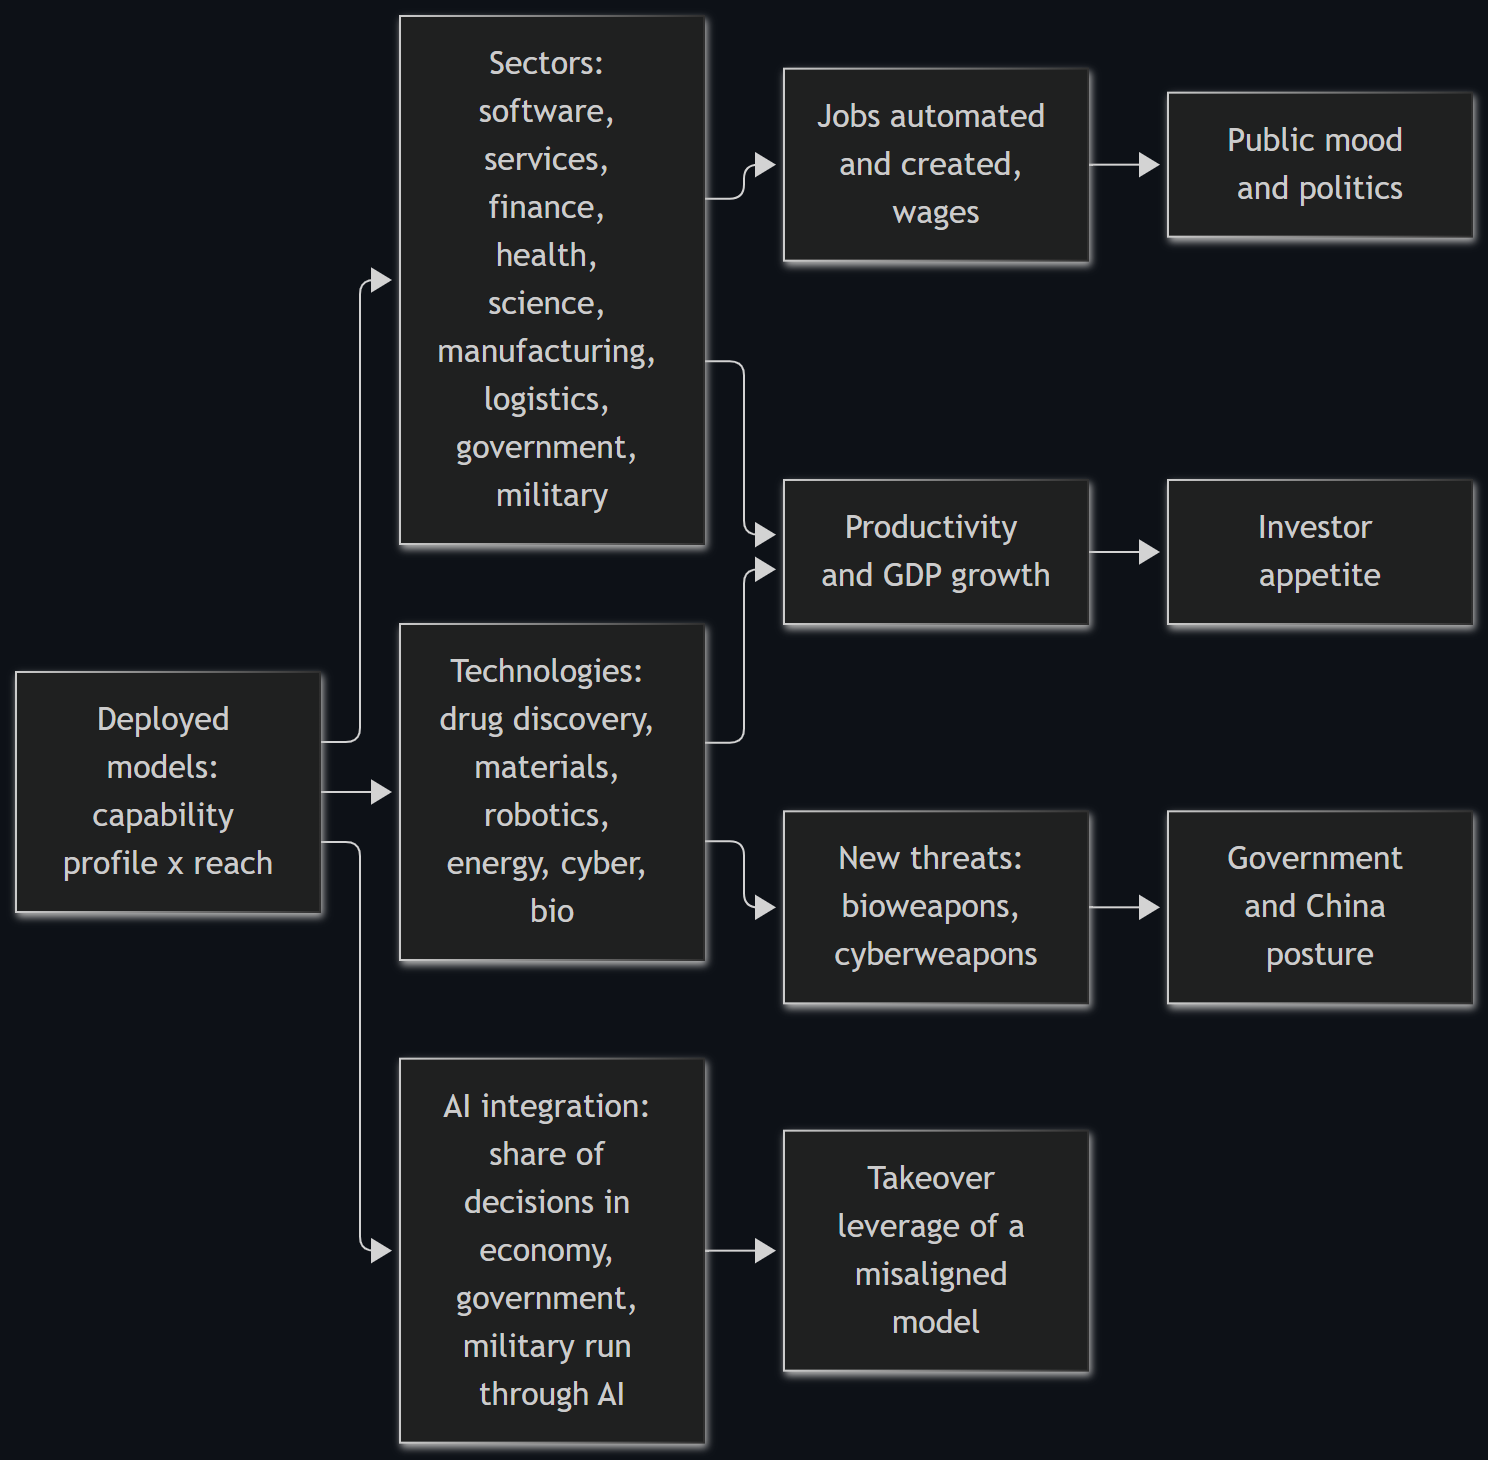 Sectors:
software,
services,
finance,
health,
science,
manufacturing,
logistics,
government,
military
Jobs automated
and created,
wages
Public mood
and politics
Productivity
and GDP growth
Investor
appetite
Deployed
models:
capability
profile x reach
Technologies:
drug discovery,
materials,
robotics,
energy, cyber,
bio
New threats:
bioweapons,
cyberweapons
Government
and China
posture
AI integration:
share of
decisions in
economy,
government,
military run
through AI
Takeover
leverage of a
misaligned
model